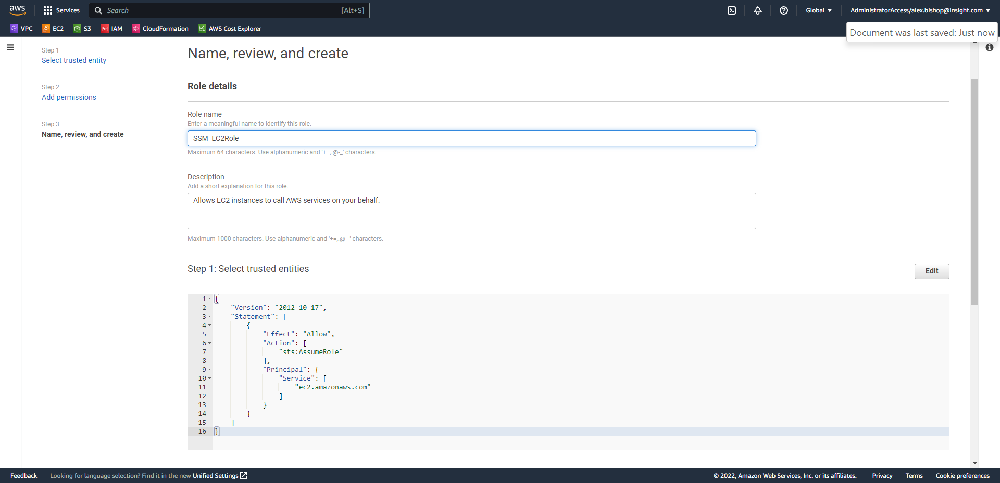 aws
Services
Search [Alt+S]
Global
AdministratorAccess/alex.bishop@insight.com
VPC EC2 S3 IAM CloudFormation AWS Cost Explorer
Document was last saved: Just now
Step 1
Select trusted entity
Step 2
Add permissions
Step 3
Name, review, and create
Name, review, and create
Role details
Role name
Enter a meaningful name to identify this role.
SSM_EC2Role
Maximum 64 characters. Use alphanumeric and '+=,.@-_' characters.
Description
Add a short explanation for this role.
Allows EC2 instances to call AWS services on your behalf.
Maximum 1000 characters. Use alphanumeric and '+=,.@-_' characters.
Step 1: Select trusted entities
Edit
1 {
2 "Version": "2012-10-17",
3 "Statement": [
4 {
5 "Effect": "Allow",
6 "Action": [
7 "sts:AssumeRole"
8 ],
9 "Principal": {
10 "Service": [
11 "ec2.amazonaws.com"
12 ]
13 }
14 }
15 ]
16 }
Feedback
Looking for language selection? Find it in the new Unified Settings
© 2022, Amazon Web Services, Inc. or its affiliates.
Privacy
Terms
Cookie preferences